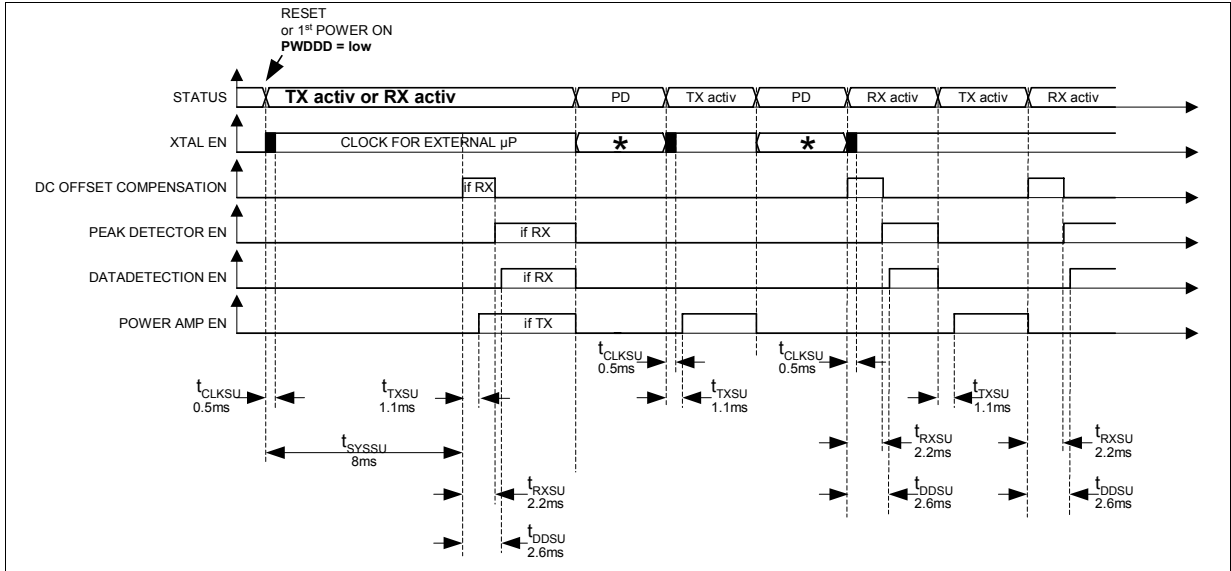 RESET
or 1st POWER ON
PWDDD = low
STATUS TX activ or RX activ PD TX activ PD RX activ TX activ RX activ
XTAL EN CLOCK FOR EXTERNAL µP * *
DC OFFSET COMPENSATION if RX
PEAK DETECTOR EN if RX
DATADETECTION EN if RX
POWER AMP EN if TX
tCLKSU tCLKSU
0.5ms 0.5ms
tCLKSU tTXSU tTXSU tTXSU
0.5ms 1.1ms 1.1ms 1.1ms
tSYSSU tRXSU tRXSU
8ms 2.2ms 2.2ms
tRXSU tDDSU tDDSU
2.2ms 2.6ms 2.6ms
tDDSU
2.6ms